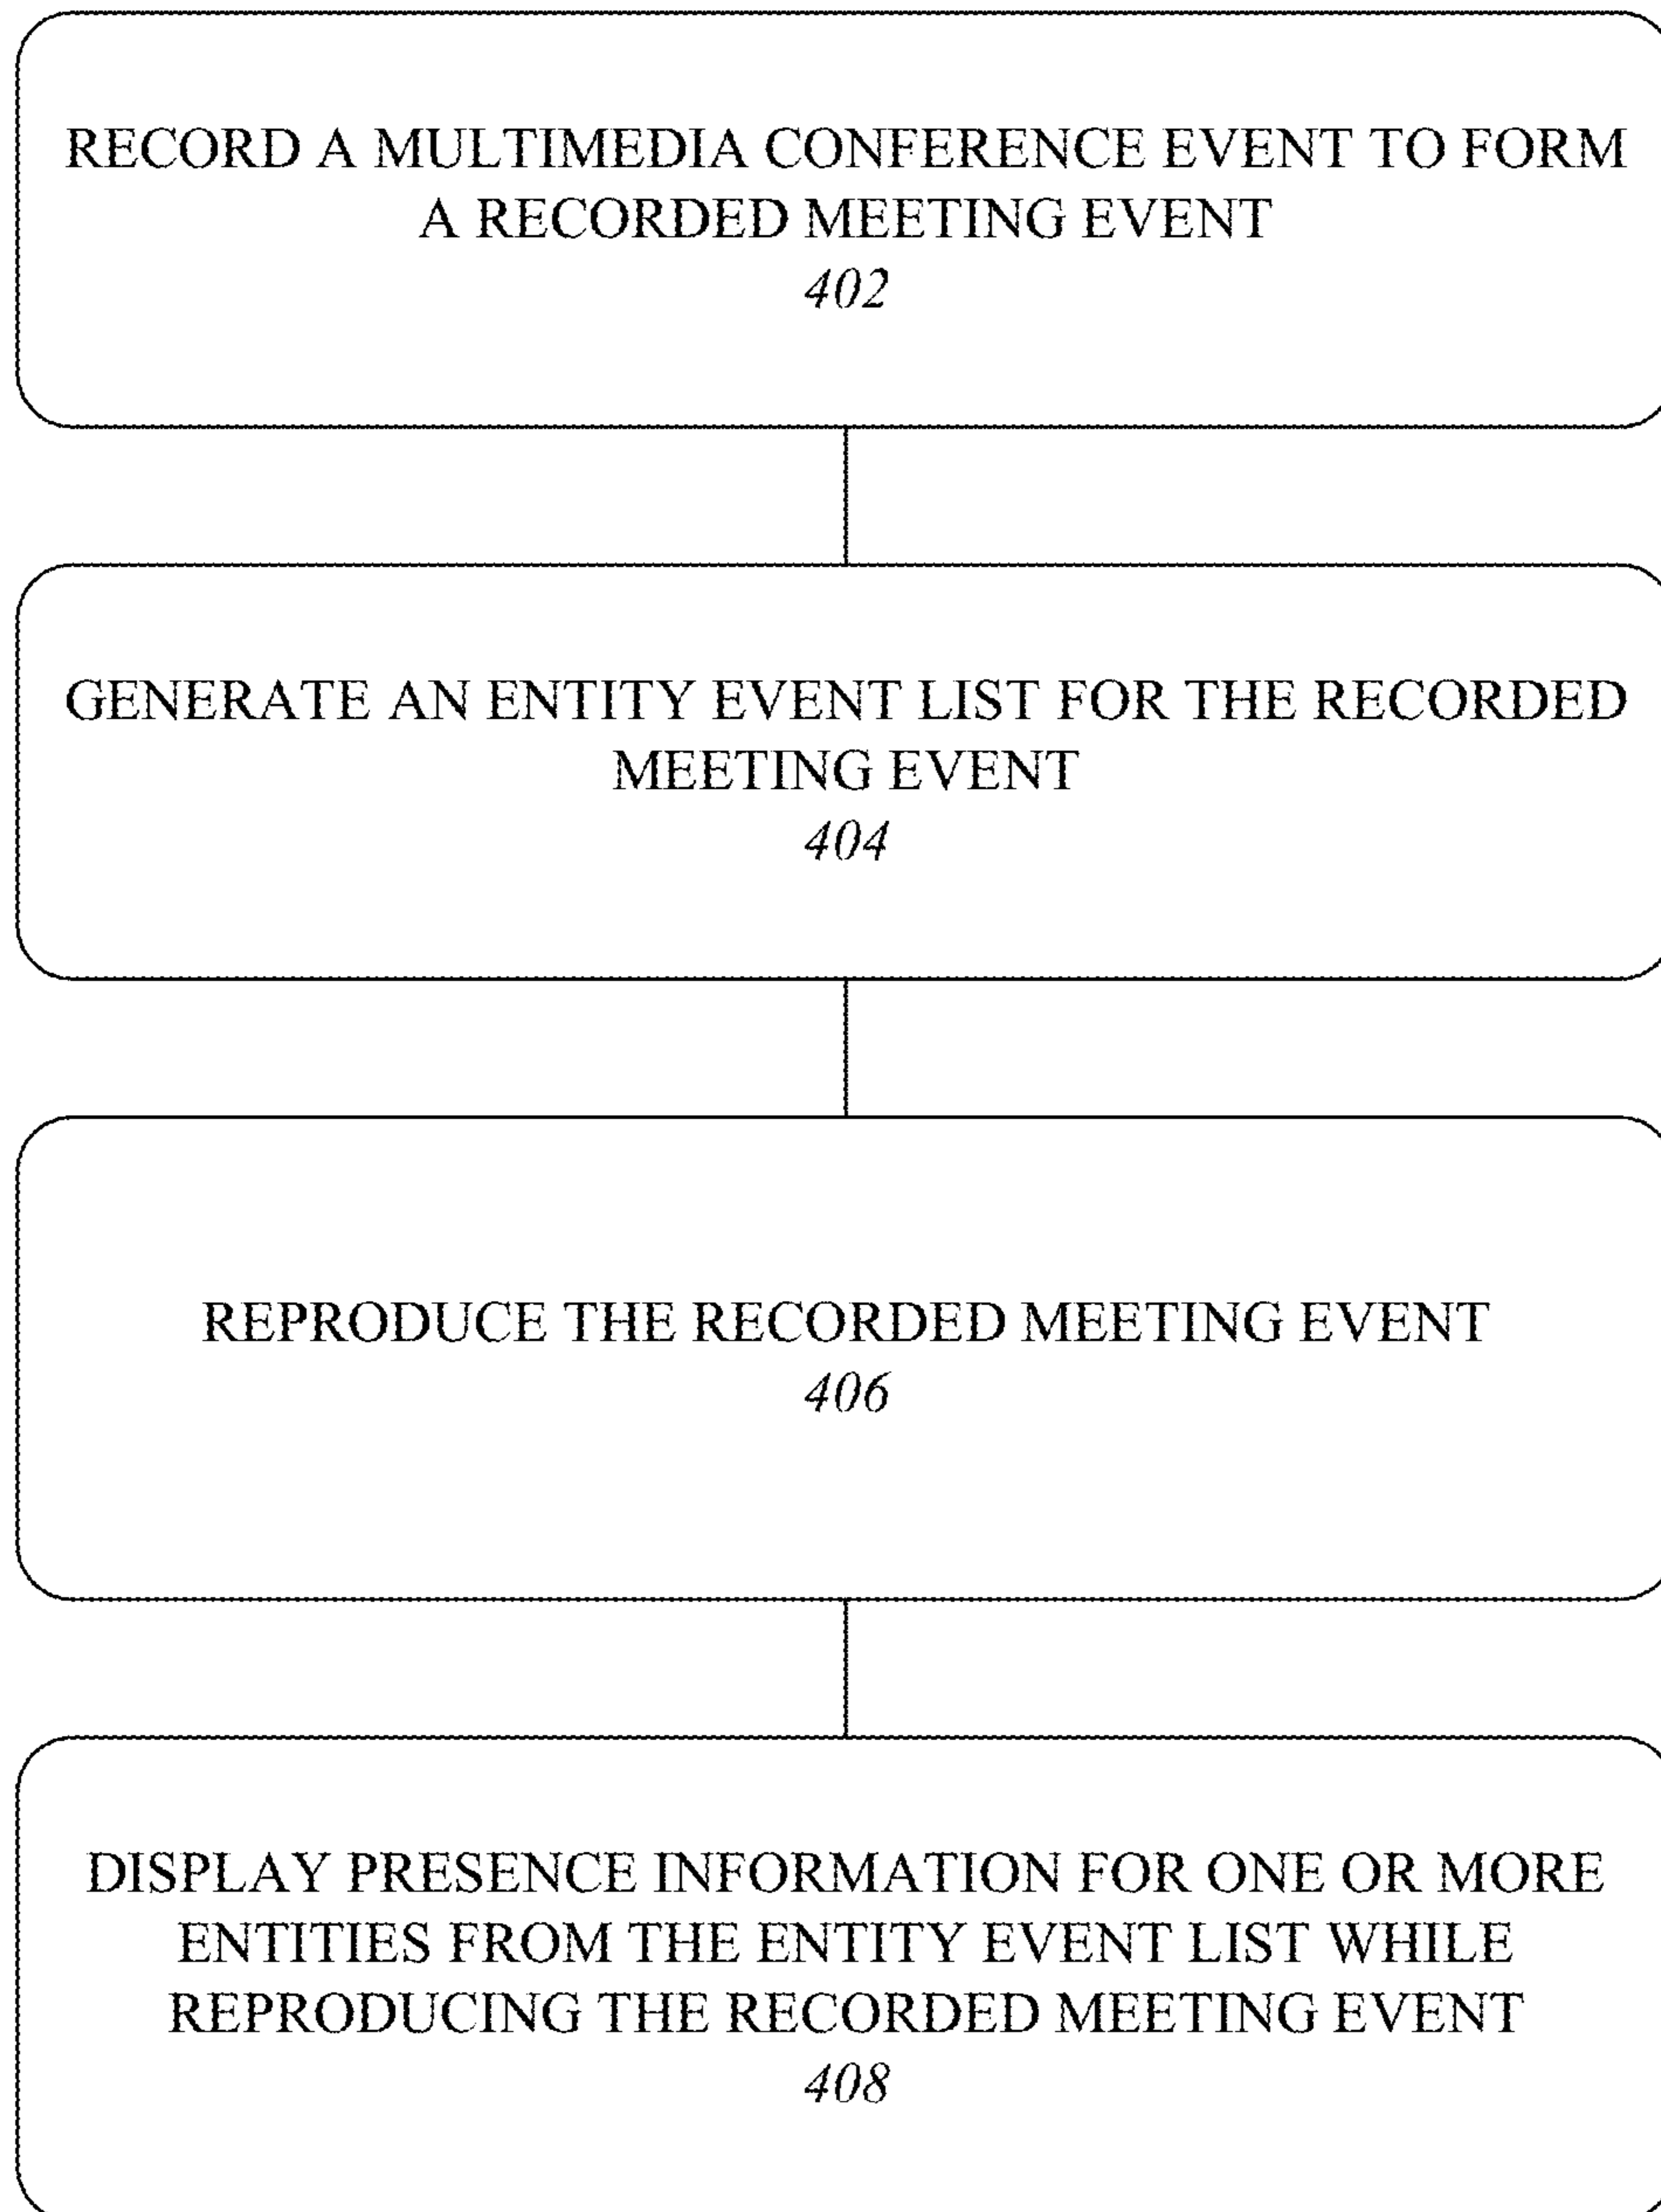 RECORD A MULTIMEDIA CONFERENCE EVENT TO FORM
A RECORDED MEETING EVENT
402
GENERATE AN ENTITY EVENT LIST FOR THE RECORDED
MEETING EVENT
404
REPRODUCE THE RECORDED MEETING EVENT
406
DISPLAY PRESENCE INFORMATION FOR ONE OR MORE
ENTITIES FROM THE ENTITY EVENT LIST WHILE
REPRODUCING THE RECORDED MEETING EVENT
408